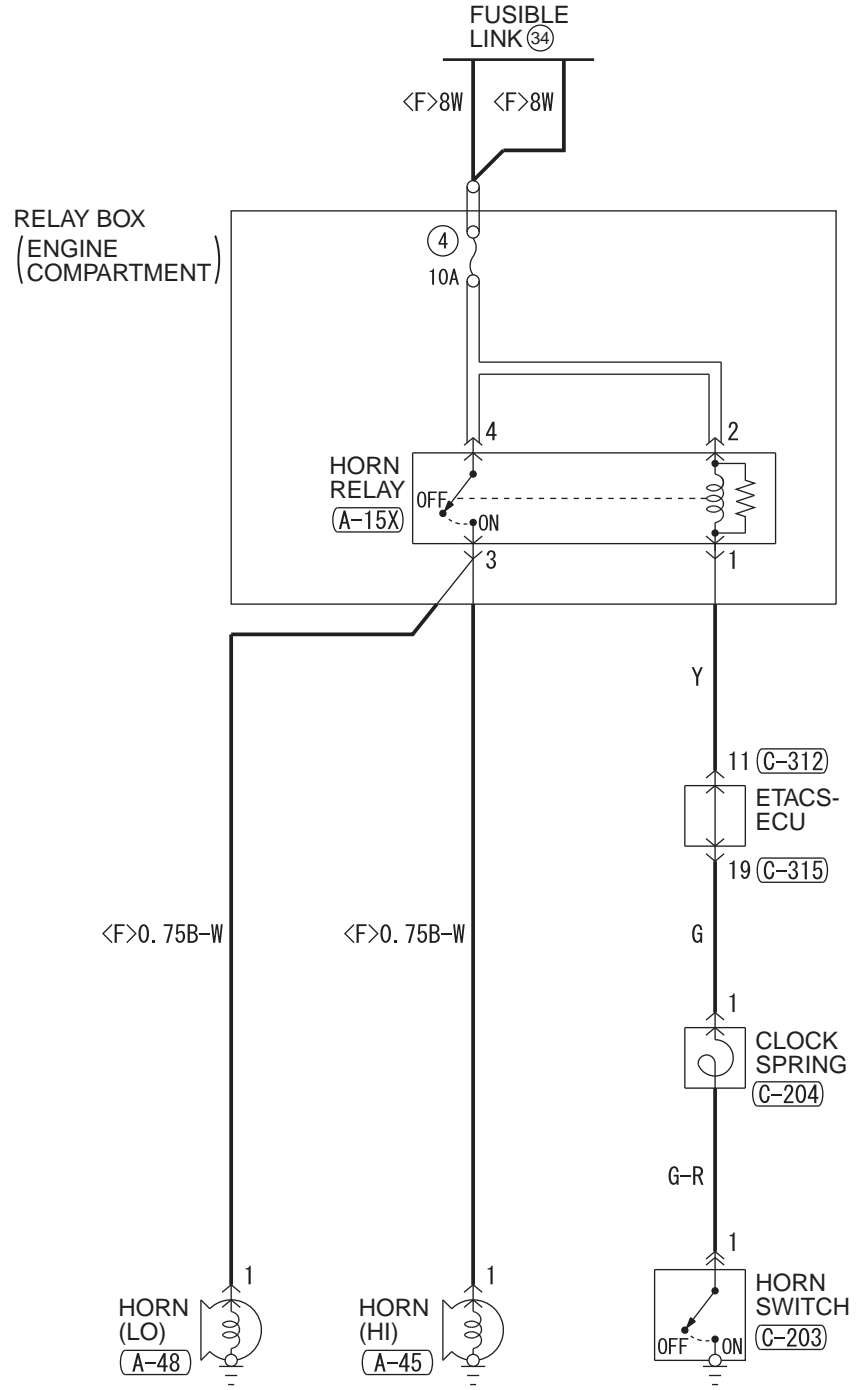 FUSIBLE
LINK 34
<F>8W <F>8W
RELAY BOX
(ENGINE
COMPARTMENT)
4
10A
4
2
HORN
RELAY
A-15X
OFF
ON
3
1
Y
11 C-312
ETACS-
ECU
19 C-315
<F>0.75B-W
<F>0.75B-W
G
1
CLOCK
SPRING
C-204
G-R
1
HORN
(LO)
A-48
1
HORN
(HI)
A-45
1
HORN
SWITCH
C-203
OFF
ON